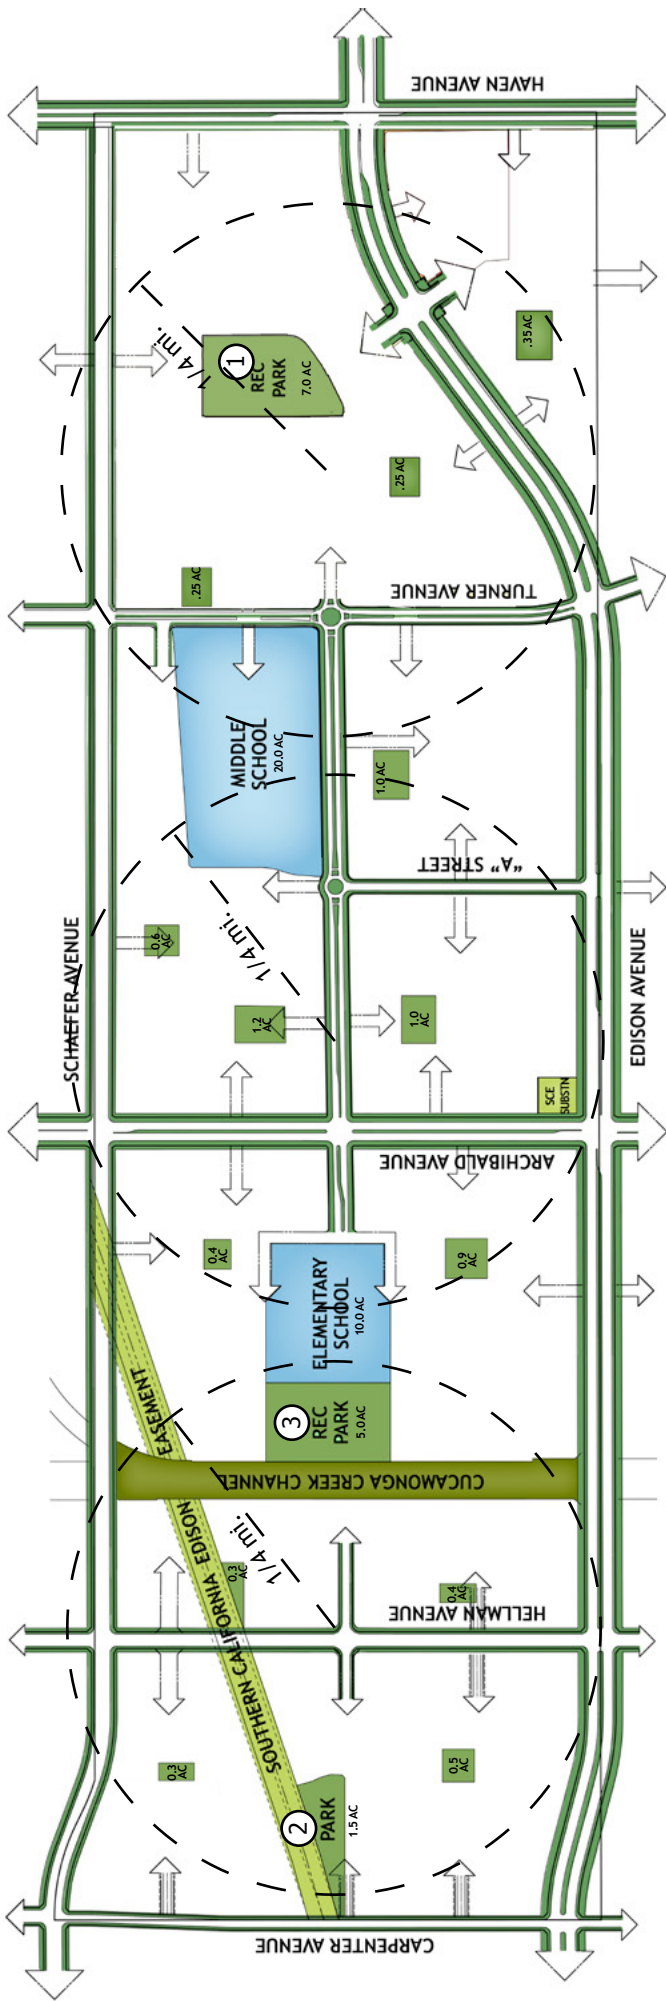 HAVEN AVENUE
1/4 mi.
1
REC
PARK
7.0 AC
.35 AC
.25 AC
.25 AC
TURNER AVENUE
MIDDLE
SCHOOL
20.0 AC
1.0 AC
"A" STREET
SCHAEFER AVENUE
0.6
AC
1/4 mi.
1.2
AC
1.0
AC
EDISON AVENUE
SCE
SUBSTN
ARCHIBALD AVENUE
0.4
AC
0.9
AC
ELEMENTARY
SCHOOL
10.0 AC
3
REC
PARK
5.0 AC
CUCAMONGA CREEK CHANNEL
SOUTHERN CALIFORNIA EDISON EASEMENT
1/4 mi.
0.3
AC
0.4
AC
HELLMAN AVENUE
0.3
AC
0.5
AC
2
PARK
1.5 AC
CARPENTER AVENUE